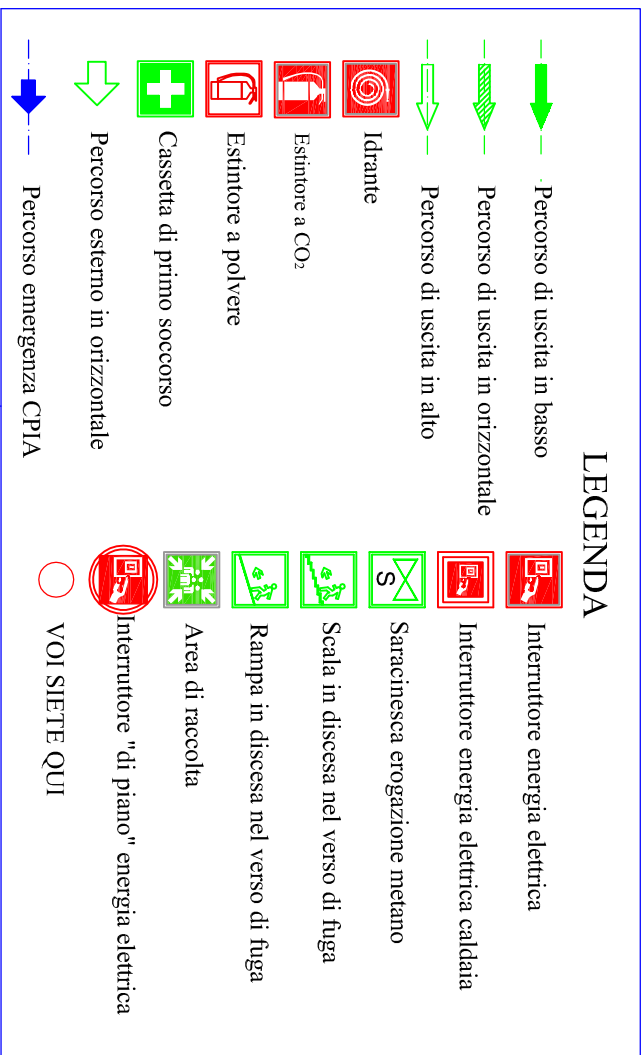 LEGENDA
Percorso di uscita in basso
Percorso di uscita in orizzontale
Percorso di uscita in alto
Idrante
Estintore a CO₂
Estintore a polvere
Cassetta di primo soccorso
Percorso esterno in orizzontale
Percorso emergenza CPIA
Interruttore energia elettrica
Interruttore energia elettrica caldaia
S
Saracinesca erogazione metano
Scala in discesa nel verso di fuga
Rampa in discesa nel verso di fuga
Area di raccolta
Interruttore "di piano" energia elettrica
VOI SIETE QUI